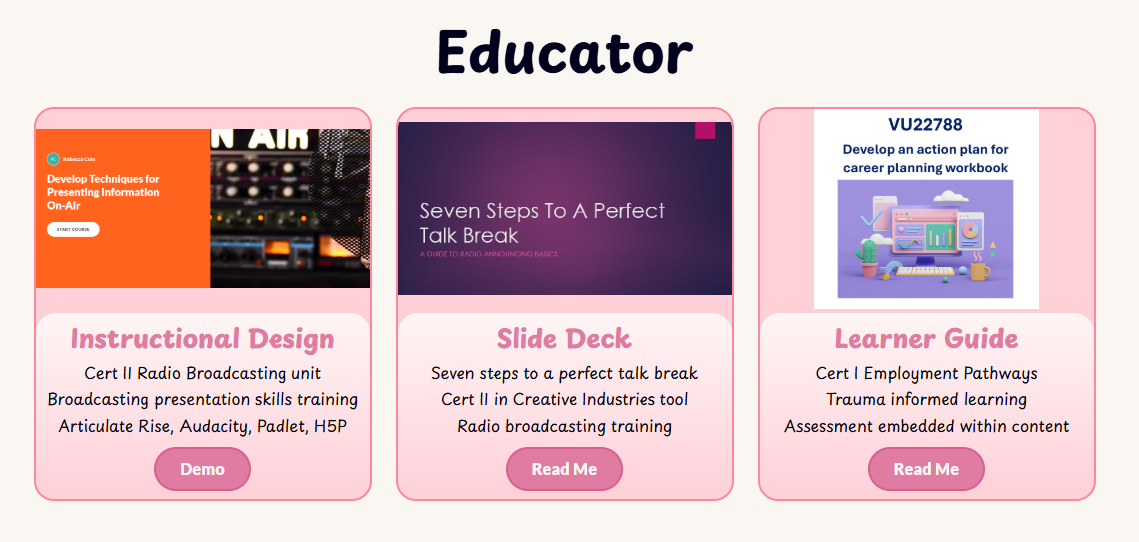 Educator
N AIR
RC
Rebecca Cole
Develop Techniques for
Presenting Information
On-Air
START COURSE
Instructional Design
Cert II Radio Broadcasting unit
Broadcasting presentation skills training
Articulate Rise, Audacity, Padlet, H5P
Demo
Seven Steps To A Perfect
Talk Break
A GUIDE TO RADIO ANNOUNCING BASICS
Slide Deck
Seven steps to a perfect talk break
Cert II in Creative Industries tool
Radio broadcasting training
Read Me
VU22788
Develop an action plan for
career planning workbook
Learner Guide
Cert I Employment Pathways
Trauma informed learning
Assessment embedded within content
Read Me